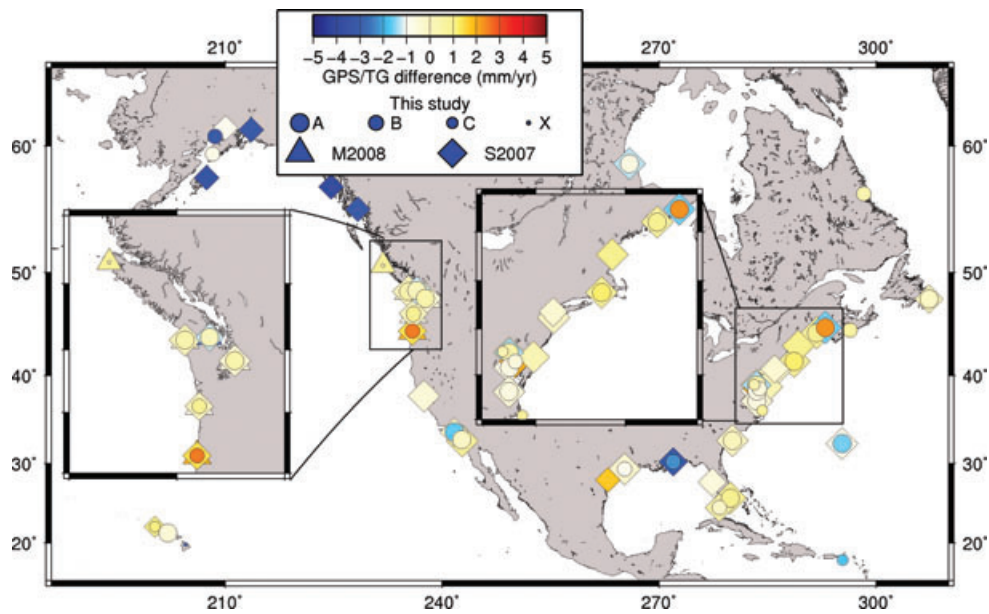 210° 270° 300°
−5 −4 −3 −2 −1 0 1 2 3 4 5
GPS/TG difference (mm/yr)
This study
A B C X
M2008 S2007
60° 60°
50° 50°
40° 40°
30° 30°
20° 20°
210° 240° 270° 300°